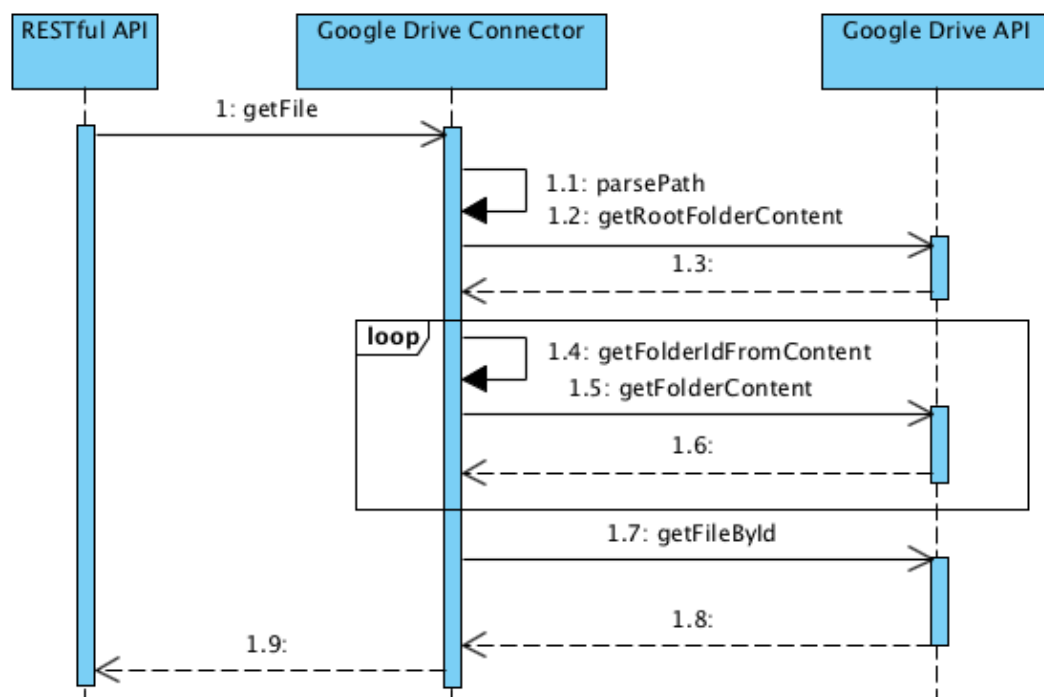 RESTful API
Google Drive Connector
Google Drive API
1: getFile
1.1: parsePath
1.2: getRootFolderContent
1.3:
loop
1.4: getFolderIdFromContent
1.5: getFolderContent
1.6:
1.7: getFileById
1.8:
1.9: